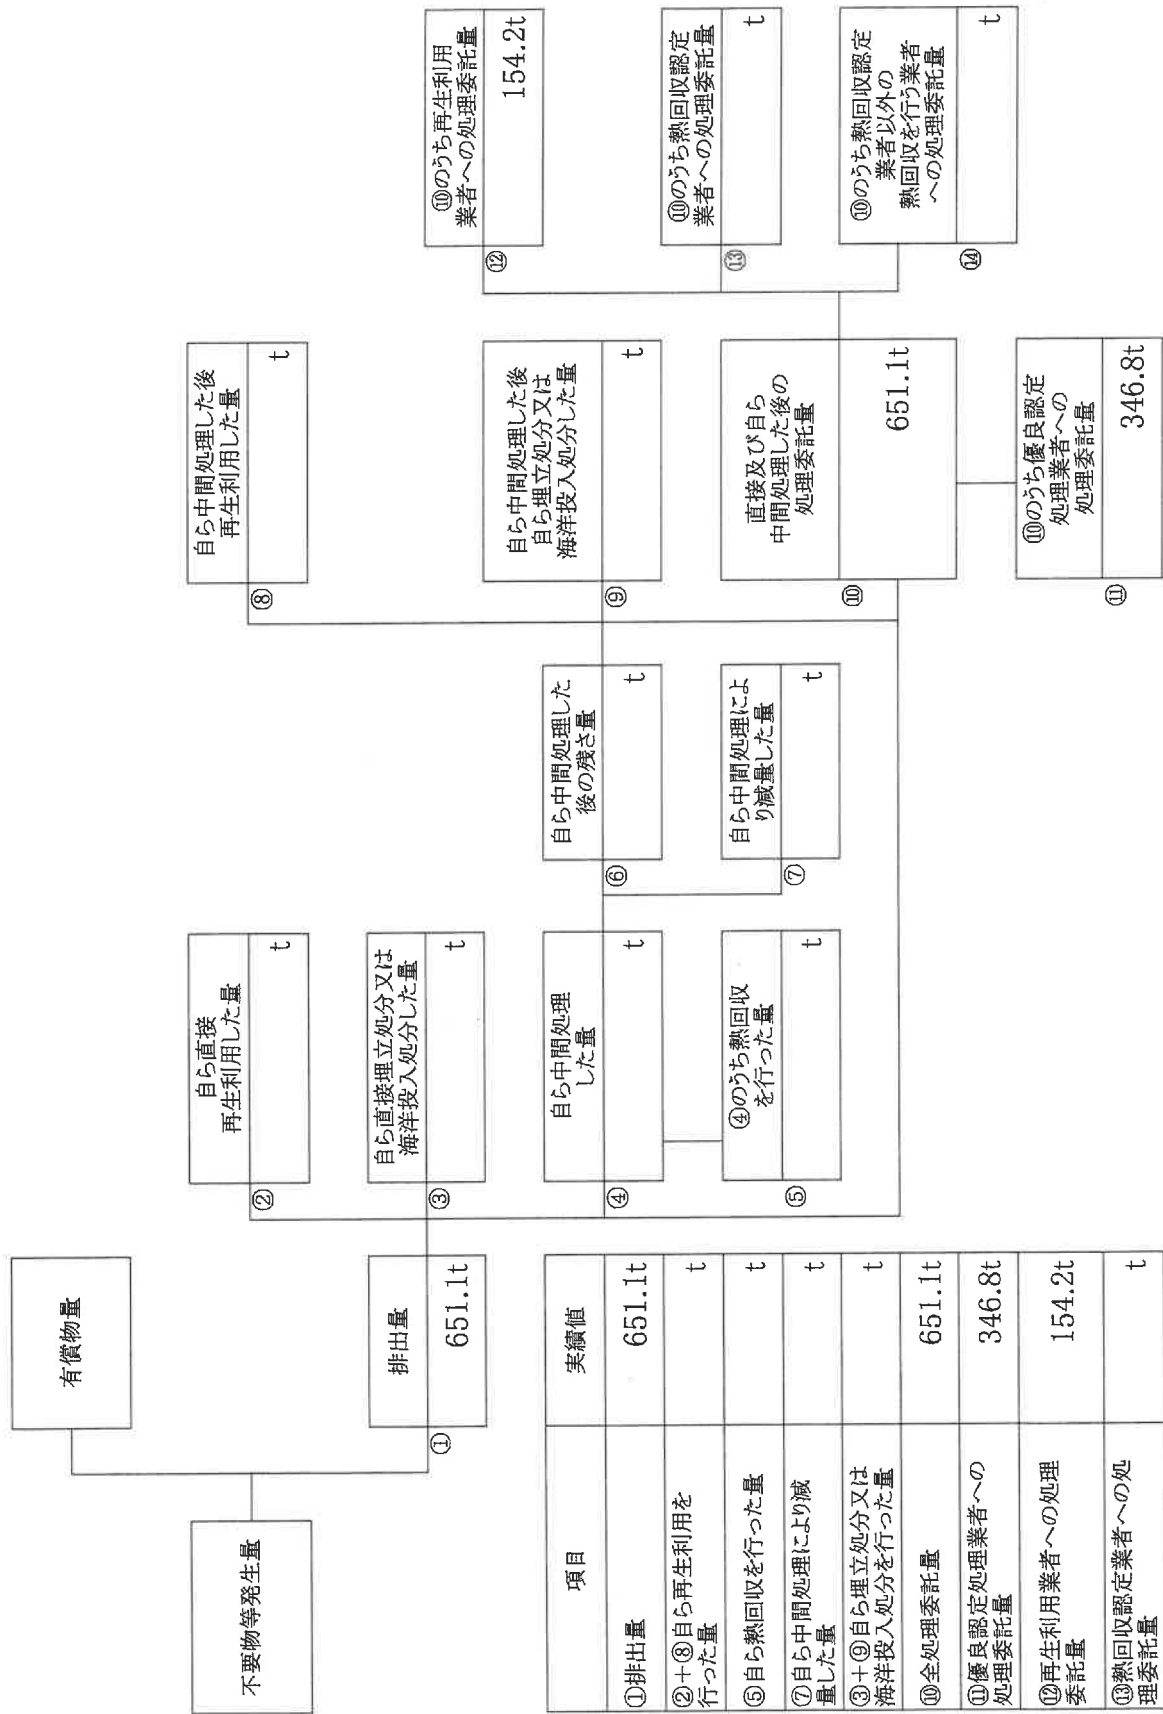 有償物量
不要物等発生量
排出量
①
651.1t
自ら直接
再生利用した量
②
t
自ら直接埋立処分又は
海洋投入処分した量
③
t
自ら中間処理
した量
④
t
④のうち熱回収
を行った量
⑤
t
自ら中間処理した
後の残さ量
⑥
t
自ら中間処理によ
り減量した量
⑦
t
自ら中間処理した後
再生利用した量
⑧
t
自ら中間処理した後
自ら埋立処分又は
海洋投入処分した量
⑨
t
直接及び自ら
中間処理した後の
処理委託量
⑩
651.1t
⑩のうち優良認定
処理業者への
処理委託量
⑪
346.8t
⑩のうち再生利用
業者への処理委託量
⑫
154.2t
⑩のうち熱回収認定
業者への処理委託量
⑬
t
⑩のうち熱回収認定
業者以外の
熱回収を行う業者
への処理委託量
⑭
t
項目 実績値
①排出量 651.1t
②+⑧自ら再生利用を
行った量 t
⑤自ら熱回収を行った量 t
⑦自ら中間処理により減
量した量 t
③+⑨自ら埋立処分又は
海洋投入処分を行った量 t
⑩全処理委託量 651.1t
⑪優良認定処理業者への
処理委託量 346.8t
⑫再生利用業者への処理
委託量 154.2t
⑬熱回収認定業者への処
理委託量 t